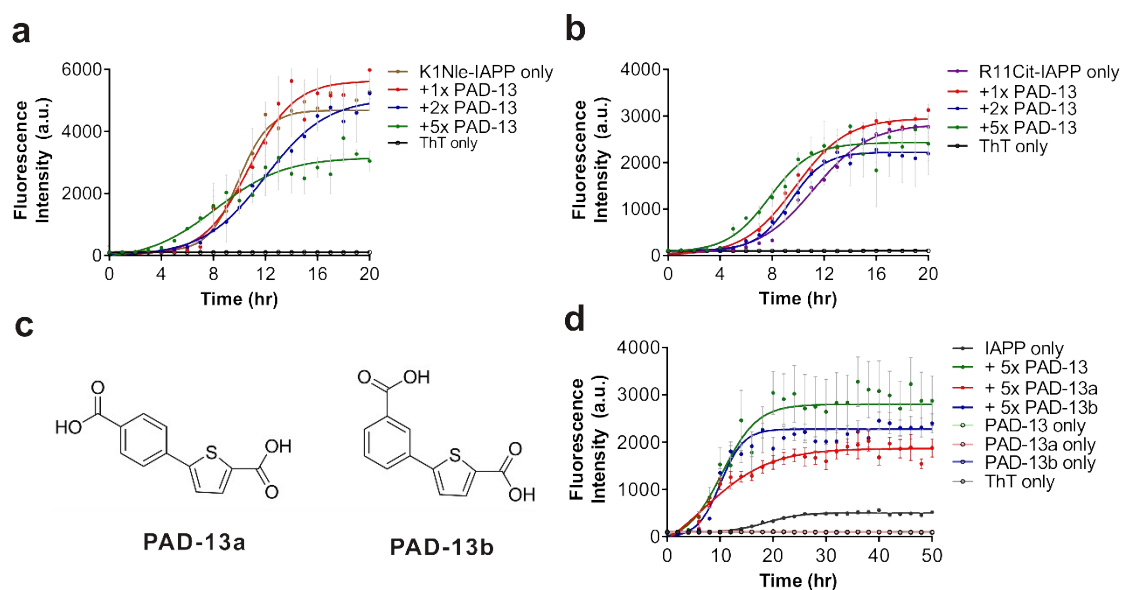 a
Fluorescence
Intensity (a.u.)
6000
4000
2000
0
0 4 8 12 16 20
Time (hr)
K1Nle-IAPP only
+1x PAD-13
+2x PAD-13
+5x PAD-13
ThT only
b
Fluorescence
Intensity (a.u.)
4000
3000
2000
1000
0
0 4 8 12 16 20
Time (hr)
R11Cit-IAPP only
+1x PAD-13
+2x PAD-13
+5x PAD-13
ThT only
c
O
HO
S
OH
O
PAD-13a
O
OH
S
O
OH
PAD-13b
d
Fluorescence
Intensity (a.u.)
4000
3000
2000
1000
0
0 10 20 30 40 50
Time (hr)
IAPP only
+ 5x PAD-13
+ 5x PAD-13a
+ 5x PAD-13b
PAD-13 only
PAD-13a only
PAD-13b only
ThT only